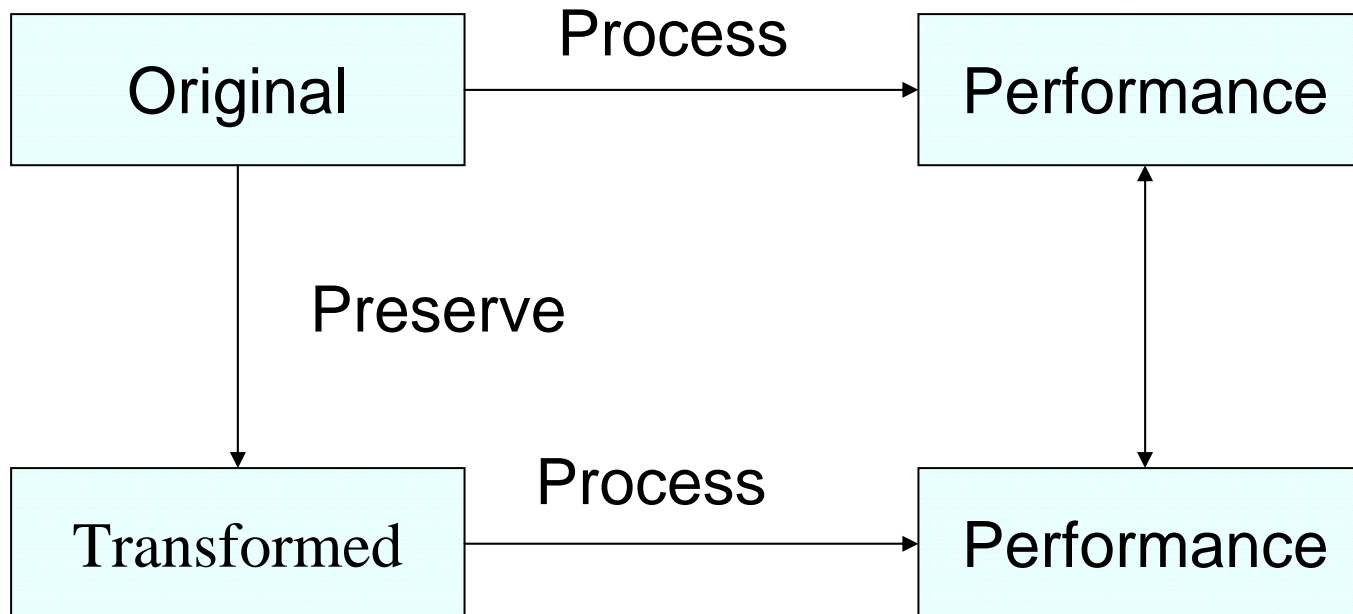 Process
Original
Performance
Preserve
Process
Transformed
Performance